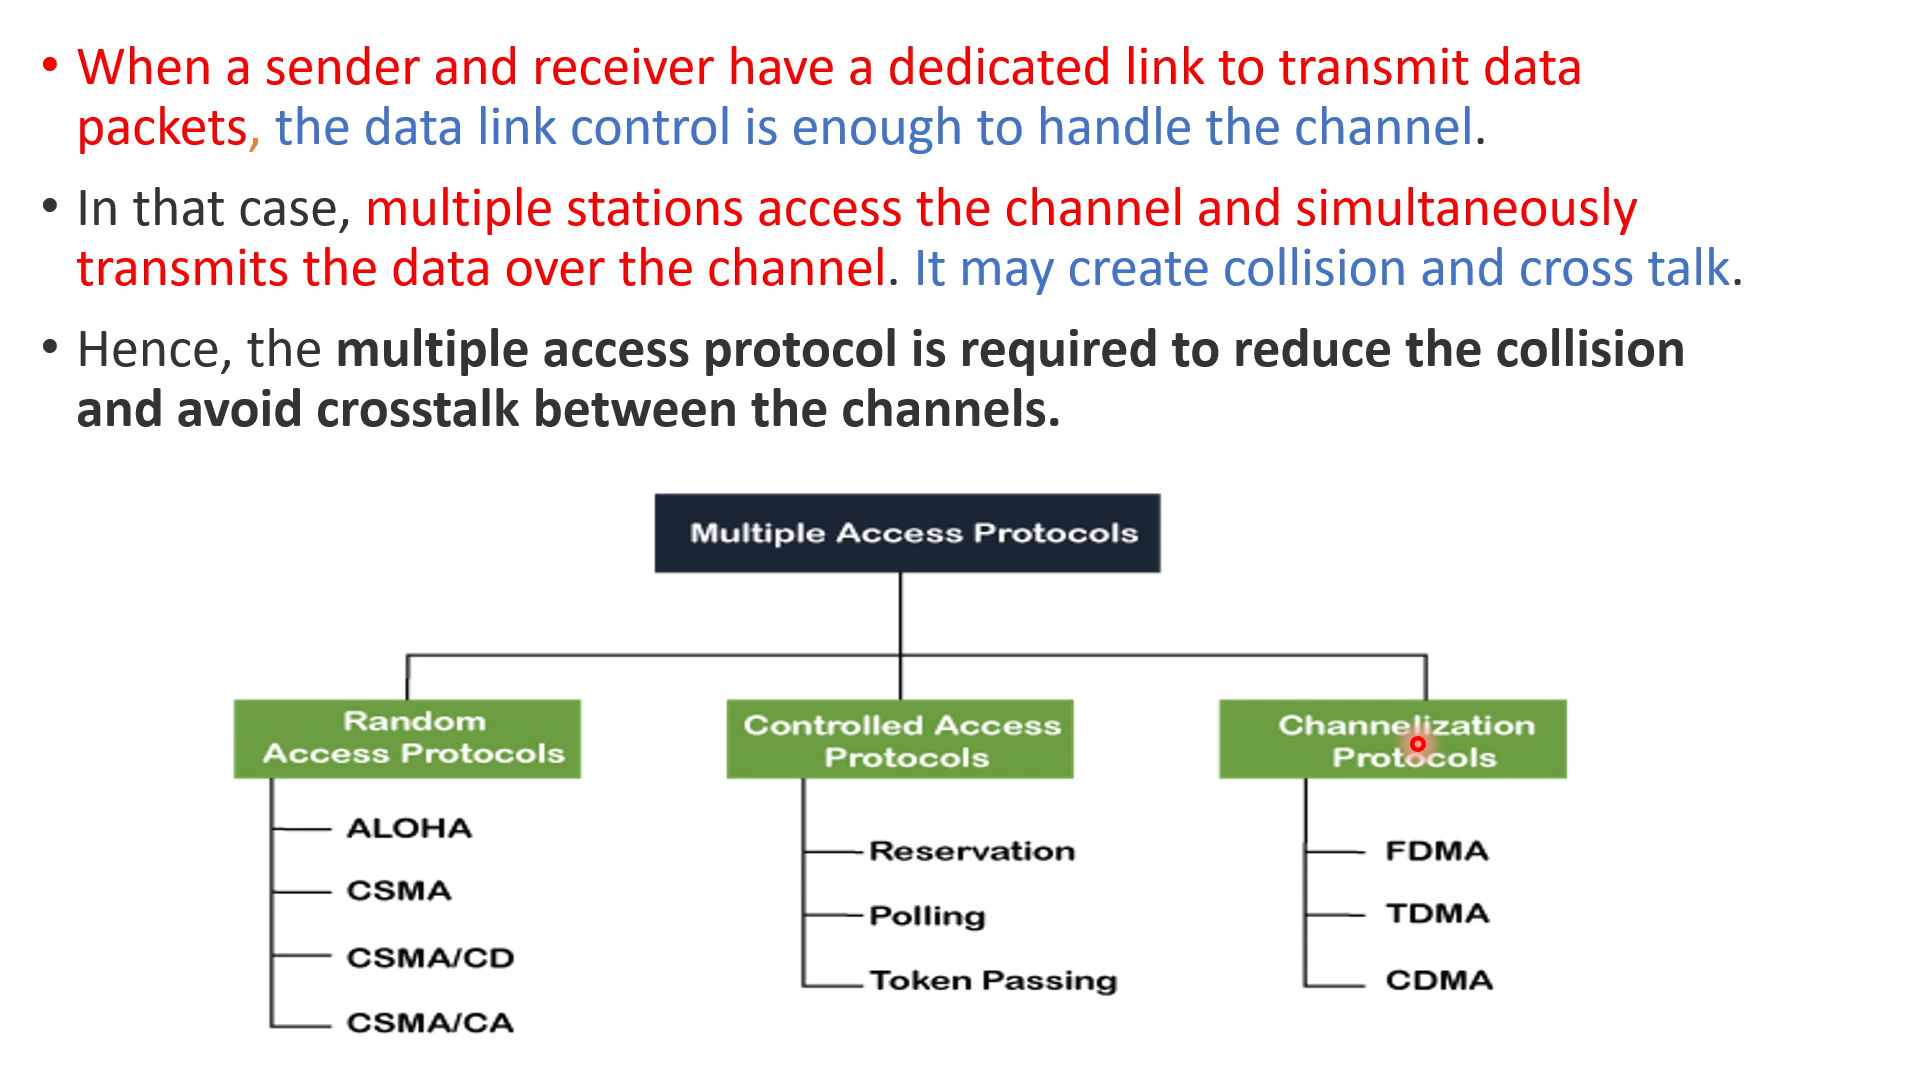 • When a sender and receiver have a dedicated link to transmit data
packets, the data link control is enough to handle the channel.
• In that case, multiple stations access the channel and simultaneously
transmits the data over the channel. It may create collision and cross talk.
• Hence, the multiple access protocol is required to reduce the collision
and avoid crosstalk between the channels.
Multiple Access Protocols
Random
Access Protocols
ALOHA
CSMA
CSMA/CD
CSMA/CA
Controlled Access
Protocols
Reservation
Polling
Token Passing
Channelization
Protocols
FDMA
TDMA
CDMA